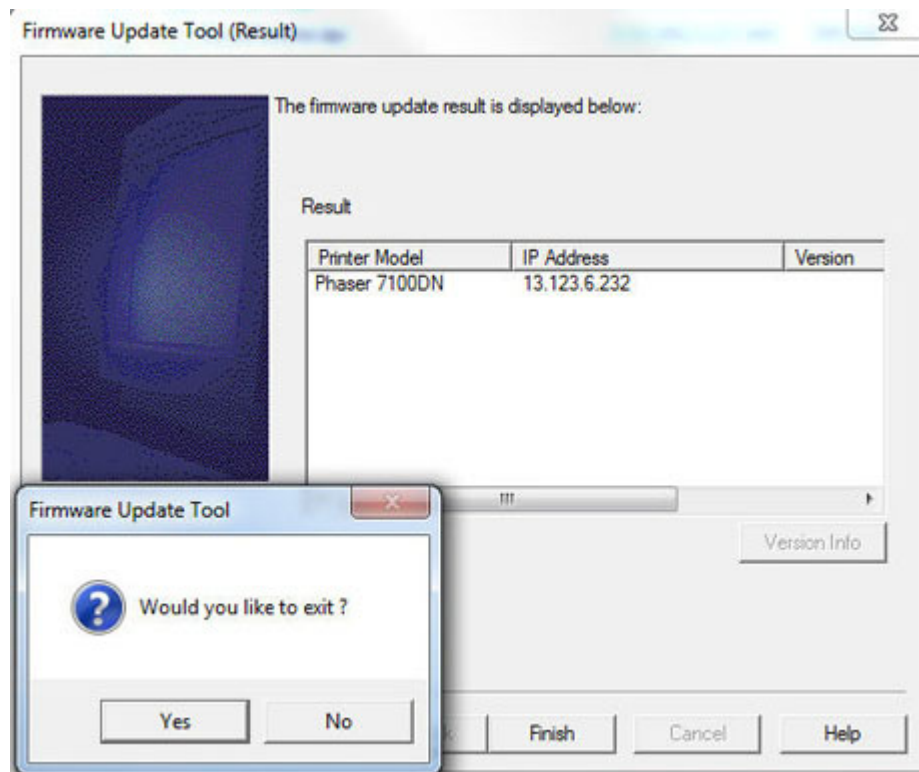 Firmware Update Tool (Result)
The firmware update result is displayed below:
Result
Printer Model IP Address Version
Phaser 7100DN 13.123.6.232
Version Info
Finish Cancel Help
Firmware Update Tool
Would you like to exit ?
Yes No